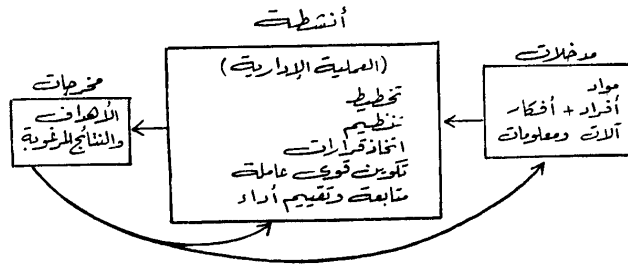 أنشطة
مدخلات
مواد
أفراد + أفكار
آلات ومعلومات
(العملية الإدارية)
تخطيط
تنظيم
اتخاذ قرارات
تكوين قوى عاملة
متابعة وتقييم أداء
مخرجات
الأهداف
والنتائج المرغوبة